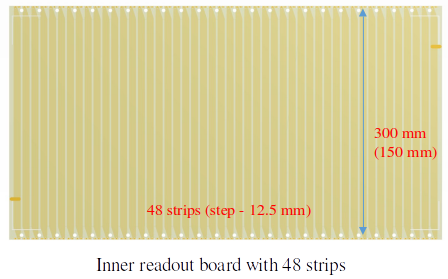 300 mm
(150 mm)
48 strips (step - 12.5 mm)
Inner readout board with 48 strips